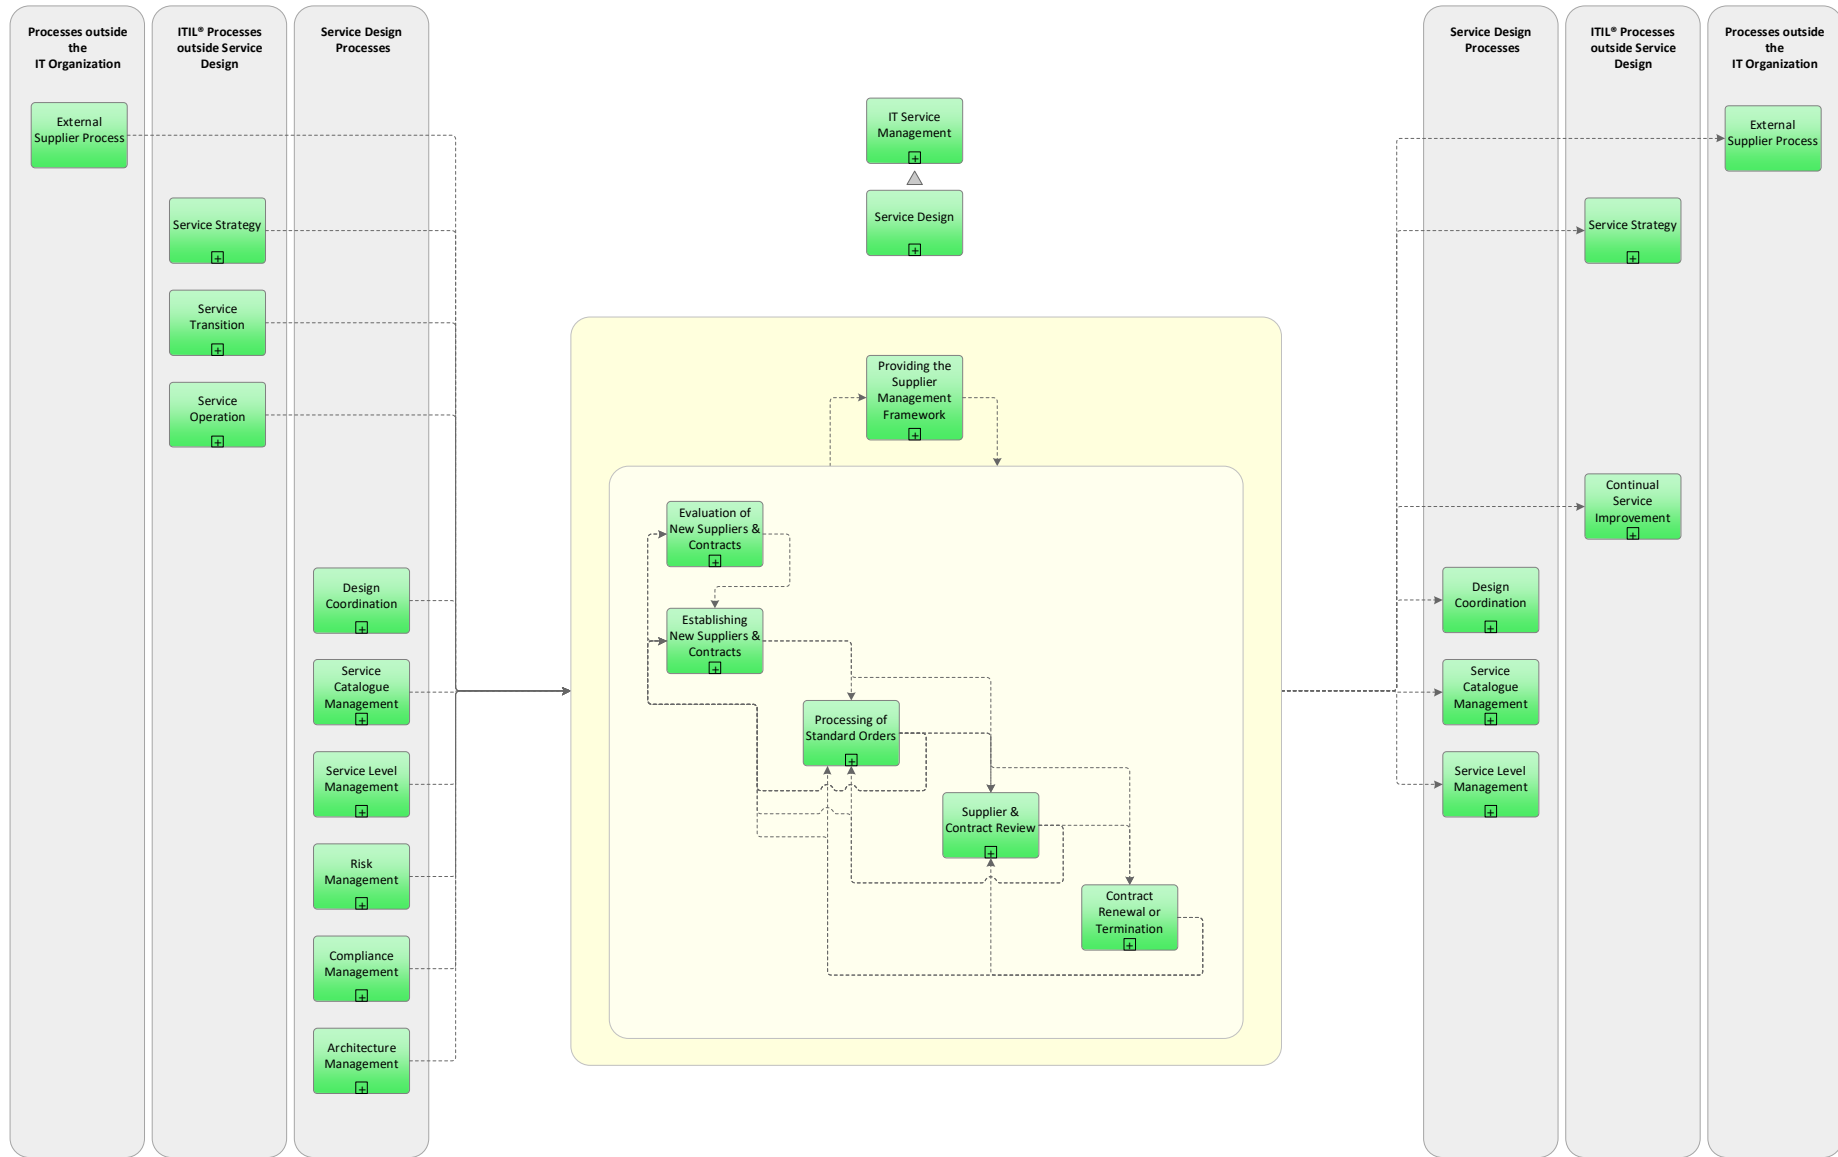 Processes outside
the
IT Organization
ITIL® Processes
outside Service
Design
Service Design
Processes
Service Design
Processes
ITIL® Processes
outside Service
Design
Processes outside
the
IT Organization
External
Supplier Process
Service Strategy
Service
Transition
Service
Operation
Design
Coordination
Service
Catalogue
Management
Service Level
Management
Risk
Management
Compliance
Management
Architecture
Management
IT Service
Management
Service Design
Providing the
Supplier
Management
Framework
Evaluation of
New Suppliers &
Contracts
Establishing
New Suppliers &
Contracts
Processing of
Standard Orders
Supplier &
Contract Review
Contract
Renewal or
Termination
External
Supplier Process
Service Strategy
Continual
Service
Improvement
Design
Coordination
Service
Catalogue
Management
Service Level
Management